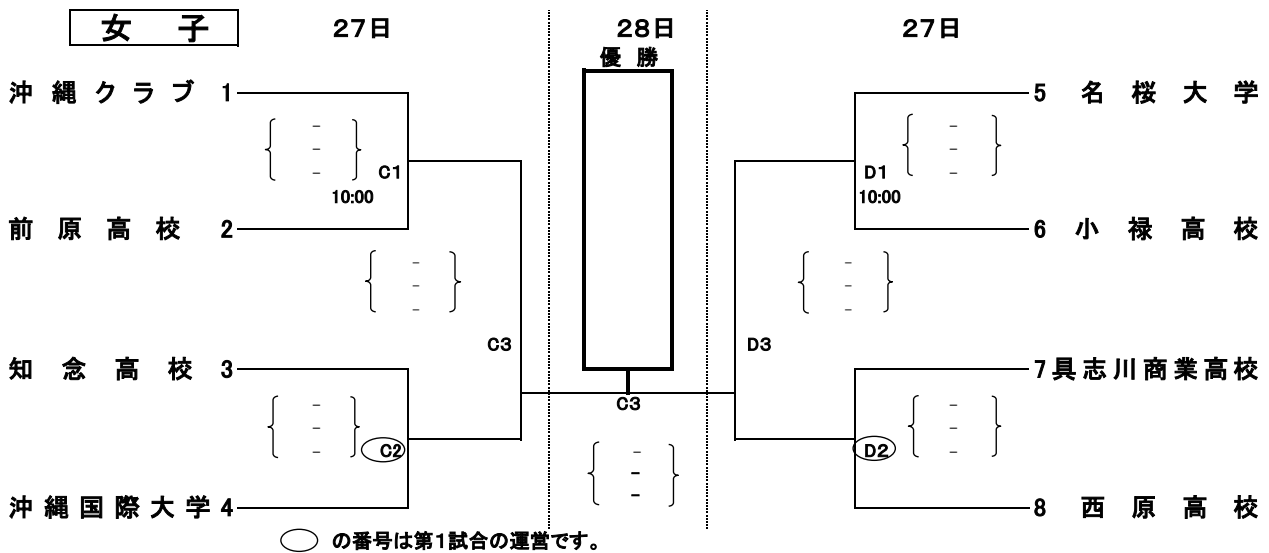 女 子 27日 28日 27日
優 勝
沖縄クラブ 1 5 名桜大学
{ - - - } { - - - }
C1 D1
10:00 10:00
前原高校 2 6 小禄高校
{ - - - } { - - - }
C3 D3
知念高校 3 7 具志川商業高校
C3
{ - - - } { - - - }
C2 D2
{ - - - }
沖縄国際大学 4 8 西原高校
の番号は第1試合の運営です。